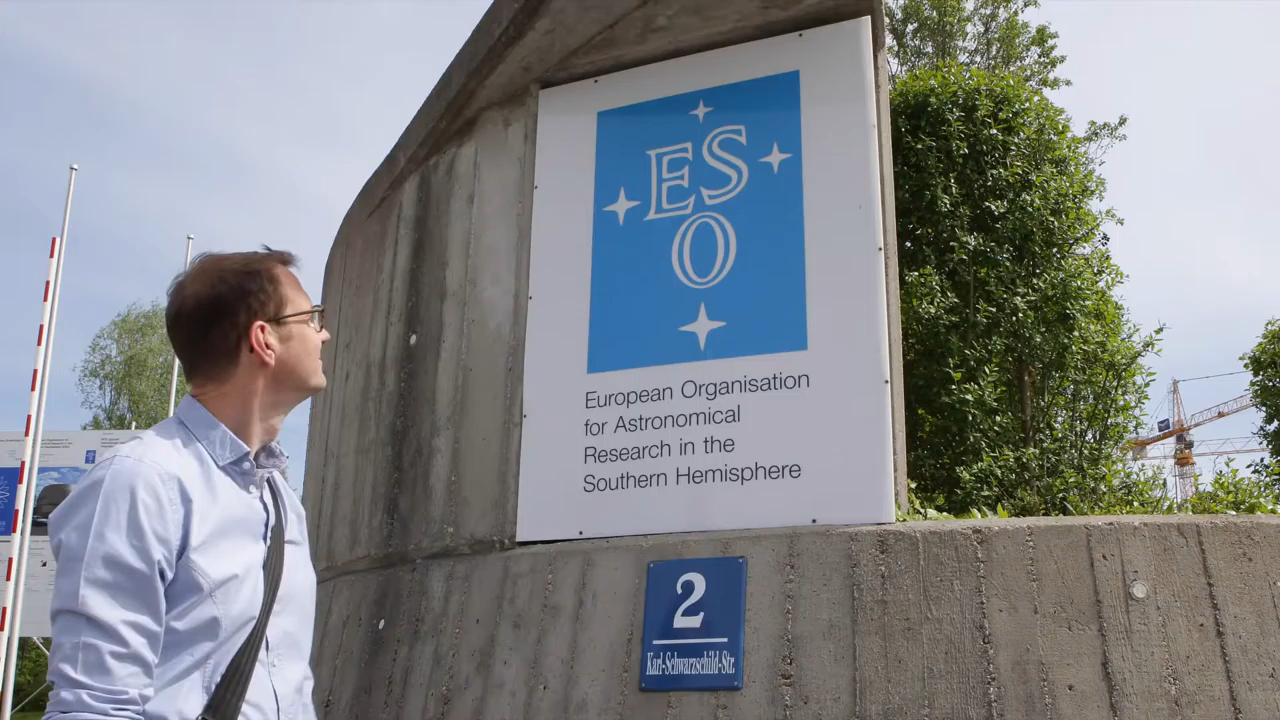 ES
O
European Organisation
for Astronomical
Research in the
Southern Hemisphere
2
Karl-Schwarzschild-Str.